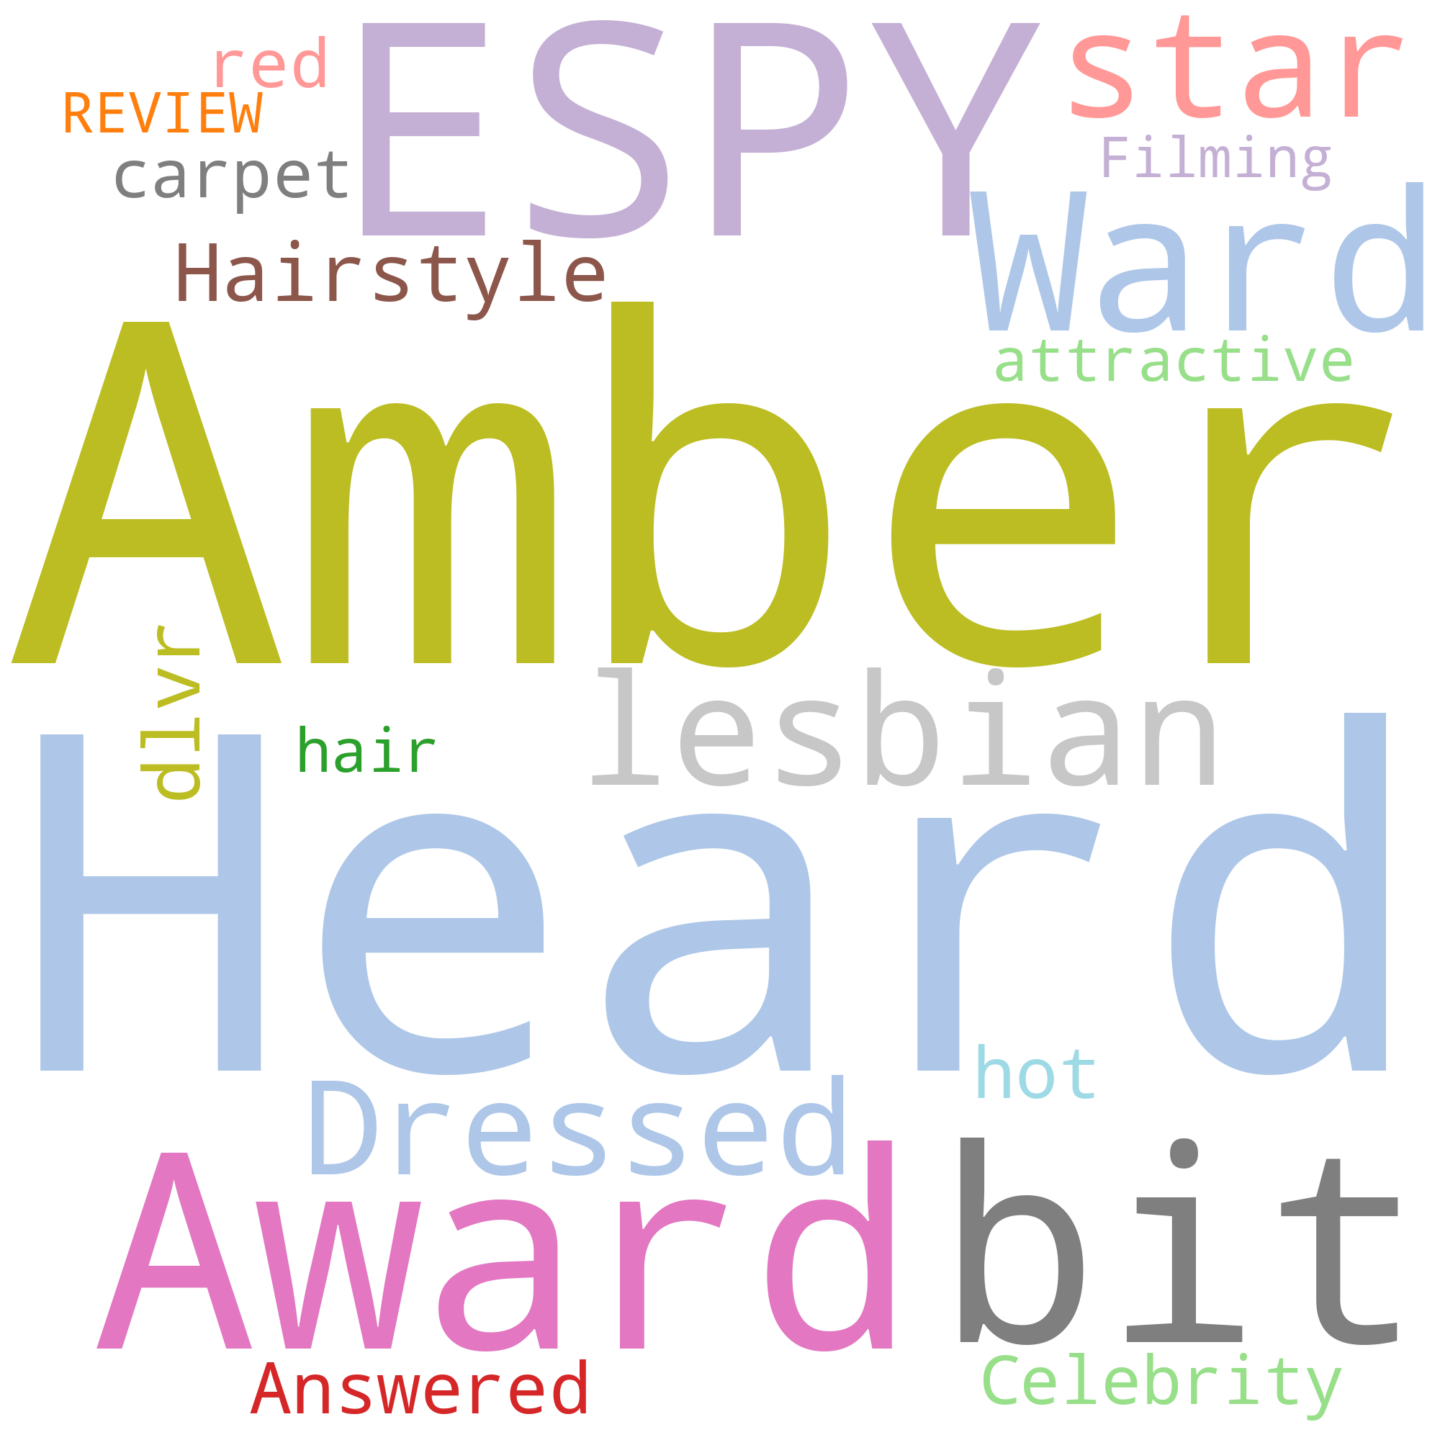 ESPY
star
red
REVIEW
Filming
carpet
Ward
Hairstyle
attractive
Amber
dlvr
lesbian
hair
Heard
hot
Dressed
Award
bit
Answered
Celebrity